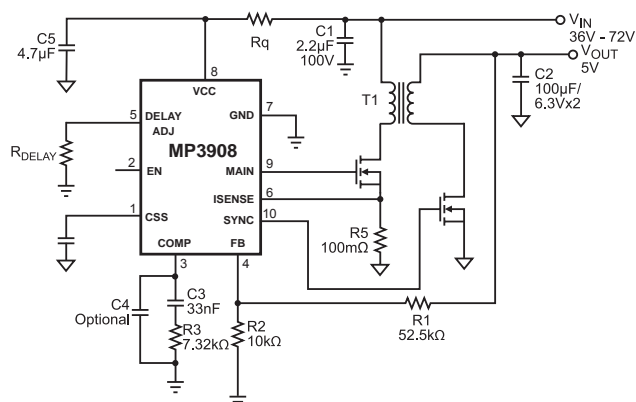 C5
4.7μF
Rq
C1
2.2μF
100V
VIN
36V - 72V
VOUT
5V
C2
100μF/
6.3Vx2
T1
8
VCC
7
GND
5
DELAY
ADJ
RDELAY
MP3908
2
EN
MAIN
9
ISENSE
6
1
CSS
SYNC
10
R5
100mΩ
COMP
FB
3
4
C4
Optional
C3
33nF
R3
7.32kΩ
R2
10kΩ
R1
52.5kΩ